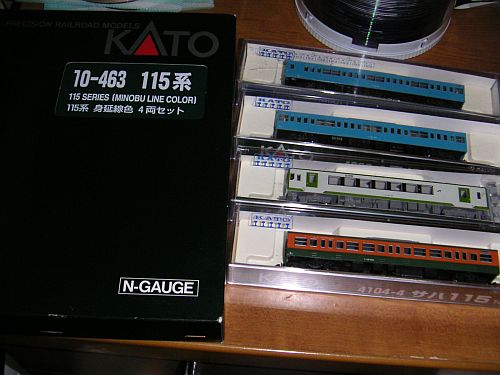 PRECISION RAILROAD MODELS
KATO
10-463 115系
115 SERIES (MINOBU LINE COLOR)
115系 身延線色 4両セット
N-GAUGE
KATO
KATO
KATO
KATO
4104-4 サハ115